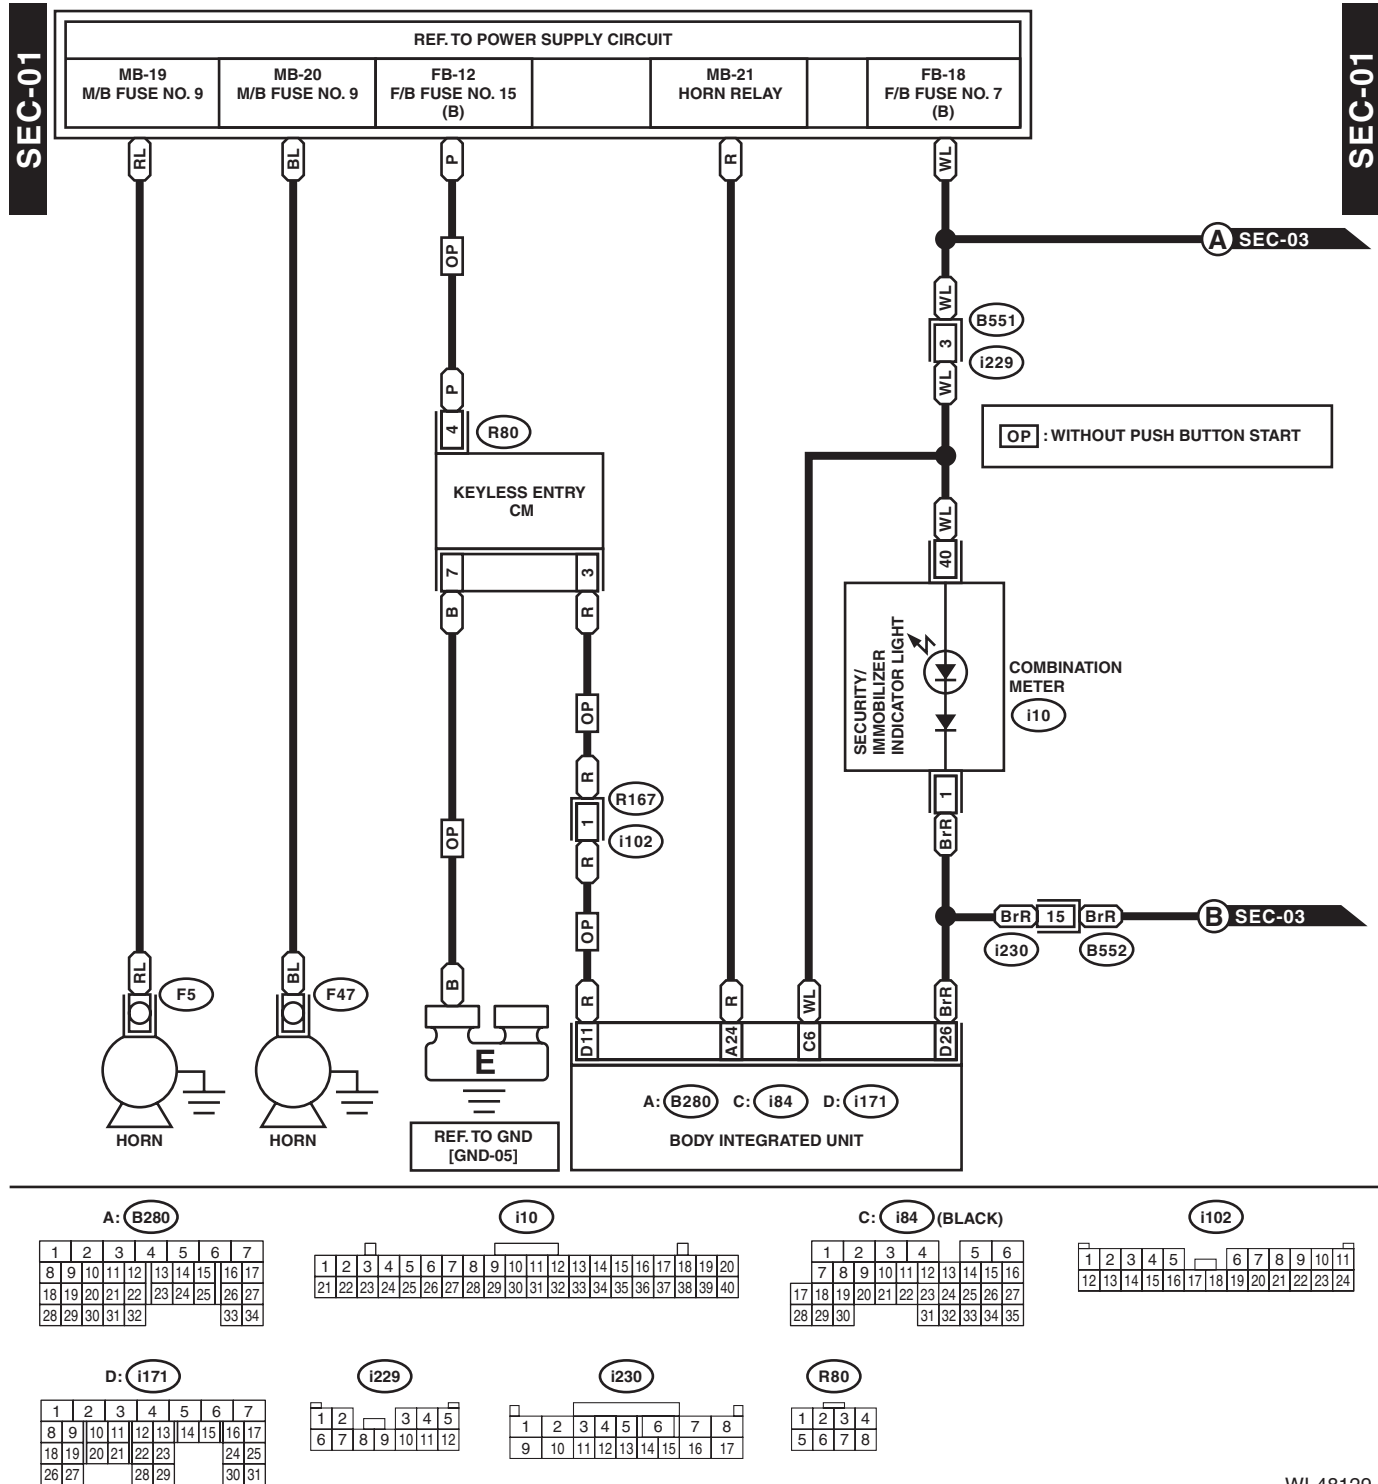 SEC-01
SEC-01
REF. TO POWER SUPPLY CIRCUIT
MB-19
M/B FUSE NO. 9
MB-20
M/B FUSE NO. 9
FB-12
F/B FUSE NO. 15
(B)
MB-21
HORN RELAY
FB-18
F/B FUSE NO. 7
(B)
RL
BL
P
R
WL
A SEC-03
OP
WL
B551
3
i229
WL
P
4
R80
OP : WITHOUT PUSH BUTTON START
KEYLESS ENTRY
CM
WL
40
7
3
B
R
SECURITY/
IMMOBILIZER
INDICATOR LIGHT
COMBINATION
METER
i10
OP
R
R167
1
i102
R
1
BrR
OP
OP
BrR 15 BrR
B SEC-03
i230
B552
RL
F5
BL
F47
B
R
R
WL
BrR
E
D11
A24
C6
D26
HORN
HORN
REF. TO GND
[GND-05]
A: B280 C: i84 D: i171
BODY INTEGRATED UNIT
A: B280
1 2 3 4 5 6 7
8 9 10 11 12 13 14 15 16 17
18 19 20 21 22 23 24 25 26 27
28 29 30 31 32 33 34
i10
1 2 3 4 5 6 7 8 9 10 11 12 13 14 15 16 17 18 19 20
21 22 23 24 25 26 27 28 29 30 31 32 33 34 35 36 37 38 39 40
C: i84 (BLACK)
1 2 3 4 5 6
7 8 9 10 11 12 13 14 15 16
17 18 19 20 21 22 23 24 25 26 27
28 29 30 31 32 33 34 35
i102
1 2 3 4 5 6 7 8 9 10 11
12 13 14 15 16 17 18 19 20 21 22 23 24
D: i171
1 2 3 4 5 6 7
8 9 10 11 12 13 14 15 16 17
18 19 20 21 22 23 24 25
26 27 28 29 30 31
i229
1 2 3 4 5
6 7 8 9 10 11 12
i230
1 2 3 4 5 6 7 8
9 10 11 12 13 14 15 16 17
R80
1 2 3 4
5 6 7 8